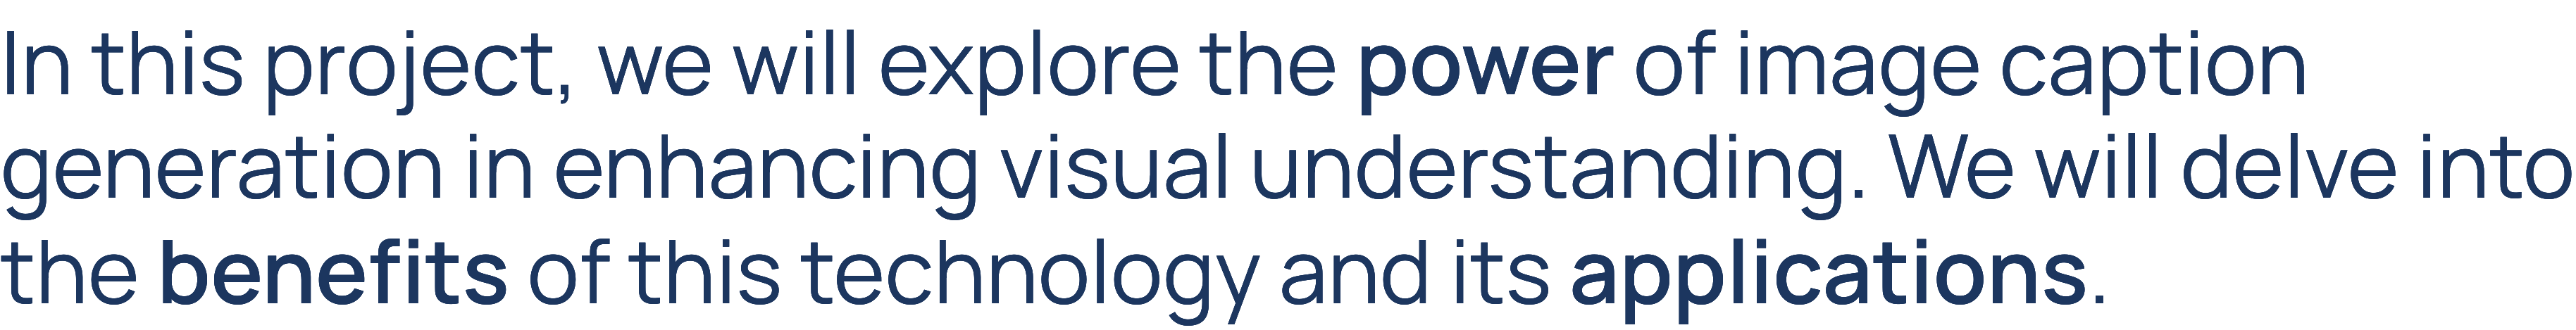 In this project, we will explore the power of image caption
generation in enhancing visual understanding. We will delve into
the benefits of this technology and its applications.